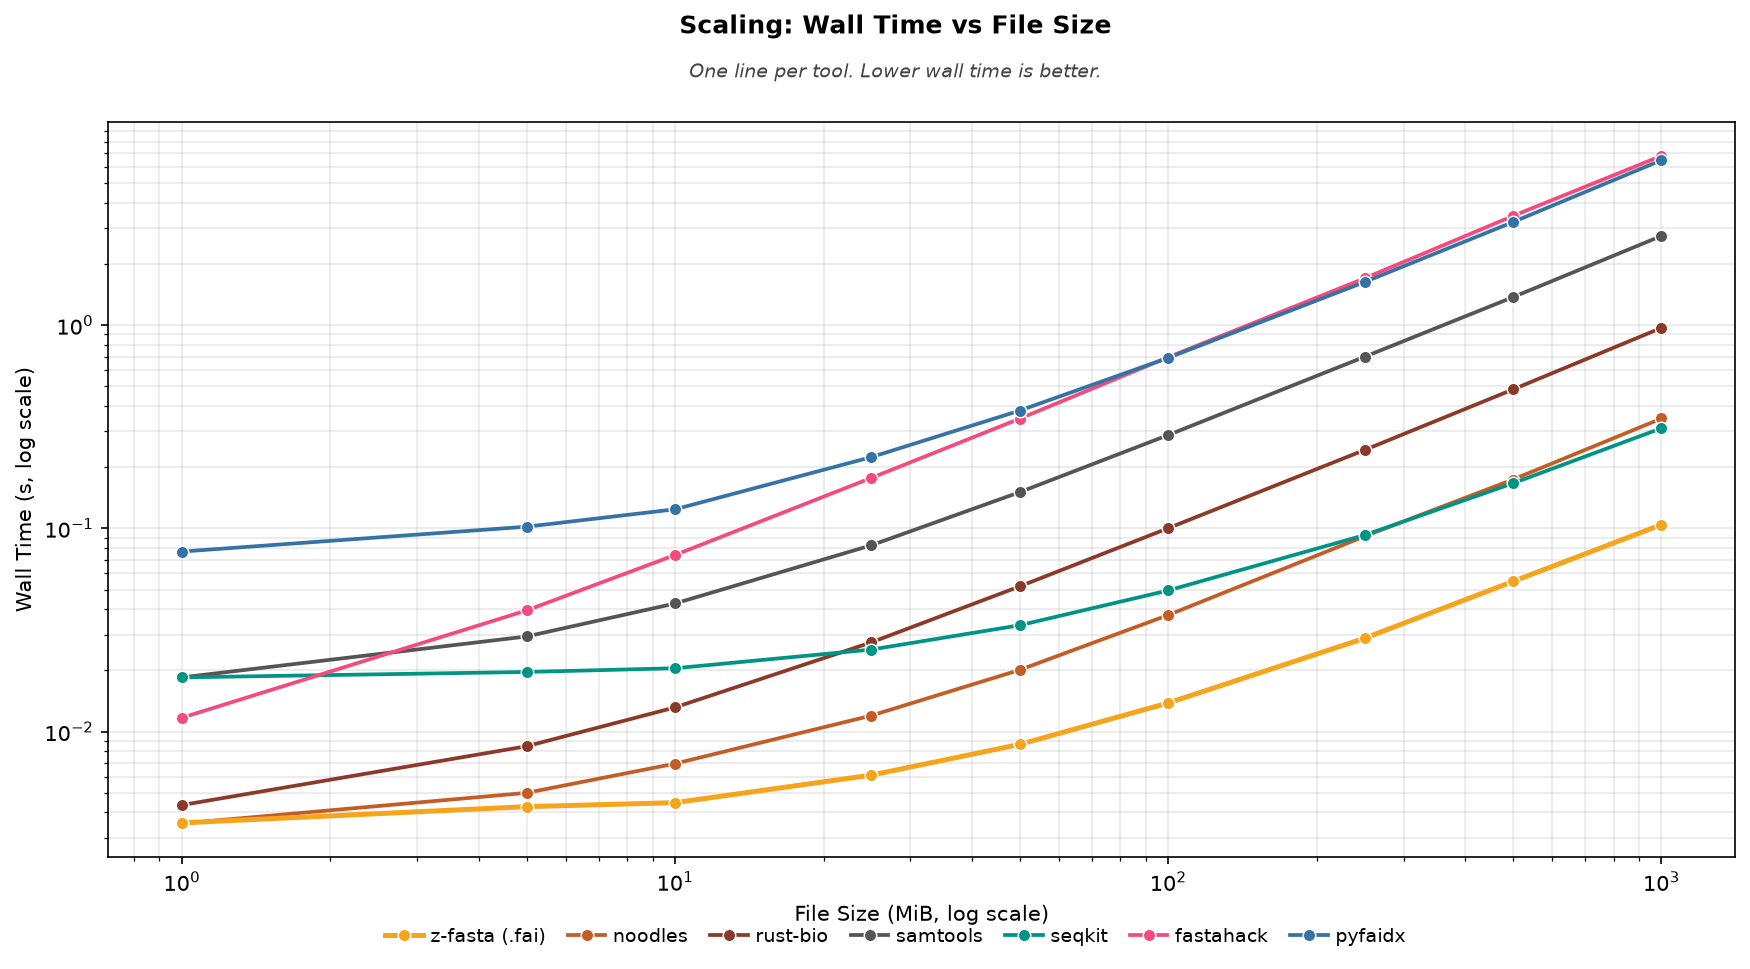 Scaling: Wall Time vs File Size
One line per tool. Lower wall time is better.
Wall Time (s, log scale)
10⁰
10⁻¹
10⁻²
10⁰ 10¹ 10² 10³
File Size (MiB, log scale)
z-fasta (.fai) noodles rust-bio samtools seqkit fastahack pyfaidx